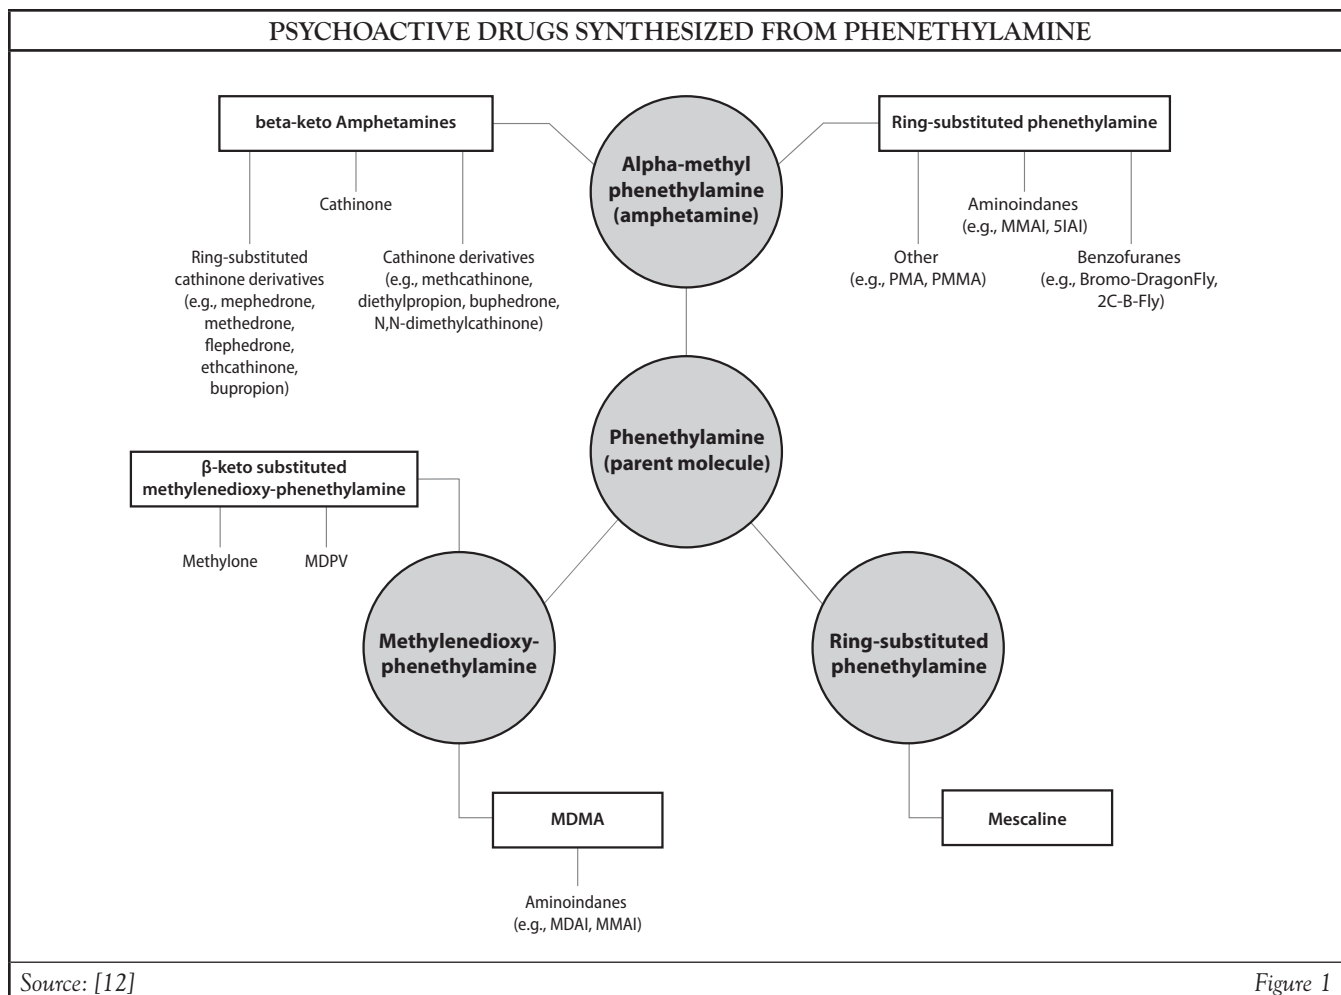 PSYCHOACTIVE DRUGS SYNTHESIZED FROM PHENETHYLAMINE
beta-keto Amphetamines
Cathinone
Ring-substituted
cathinone derivatives
(e.g., mephedrone,
methedrone,
flephedrone,
ethcathinone,
bupropion)
Cathinone derivatives
(e.g., methcathinone,
diethylpropion, buphedrone,
N,N-dimethylcathinone)
Alpha-methyl
phenethylamine
(amphetamine)
Ring-substituted phenethylamine
Aminoindanes
(e.g., MMAI, 5IAI)
Other
(e.g., PMA, PMMA)
Benzofuranes
(e.g., Bromo-DragonFly,
2C-B-Fly)
Phenethylamine
(parent molecule)
β-keto substituted
methylenedioxy-phenethylamine
Methylone
MDPV
Methylenedioxy-
phenethylamine
Ring-substituted
phenethylamine
MDMA
Aminoindanes
(e.g., MDAI, MMAI)
Mescaline
Source: [12]
Figure 1